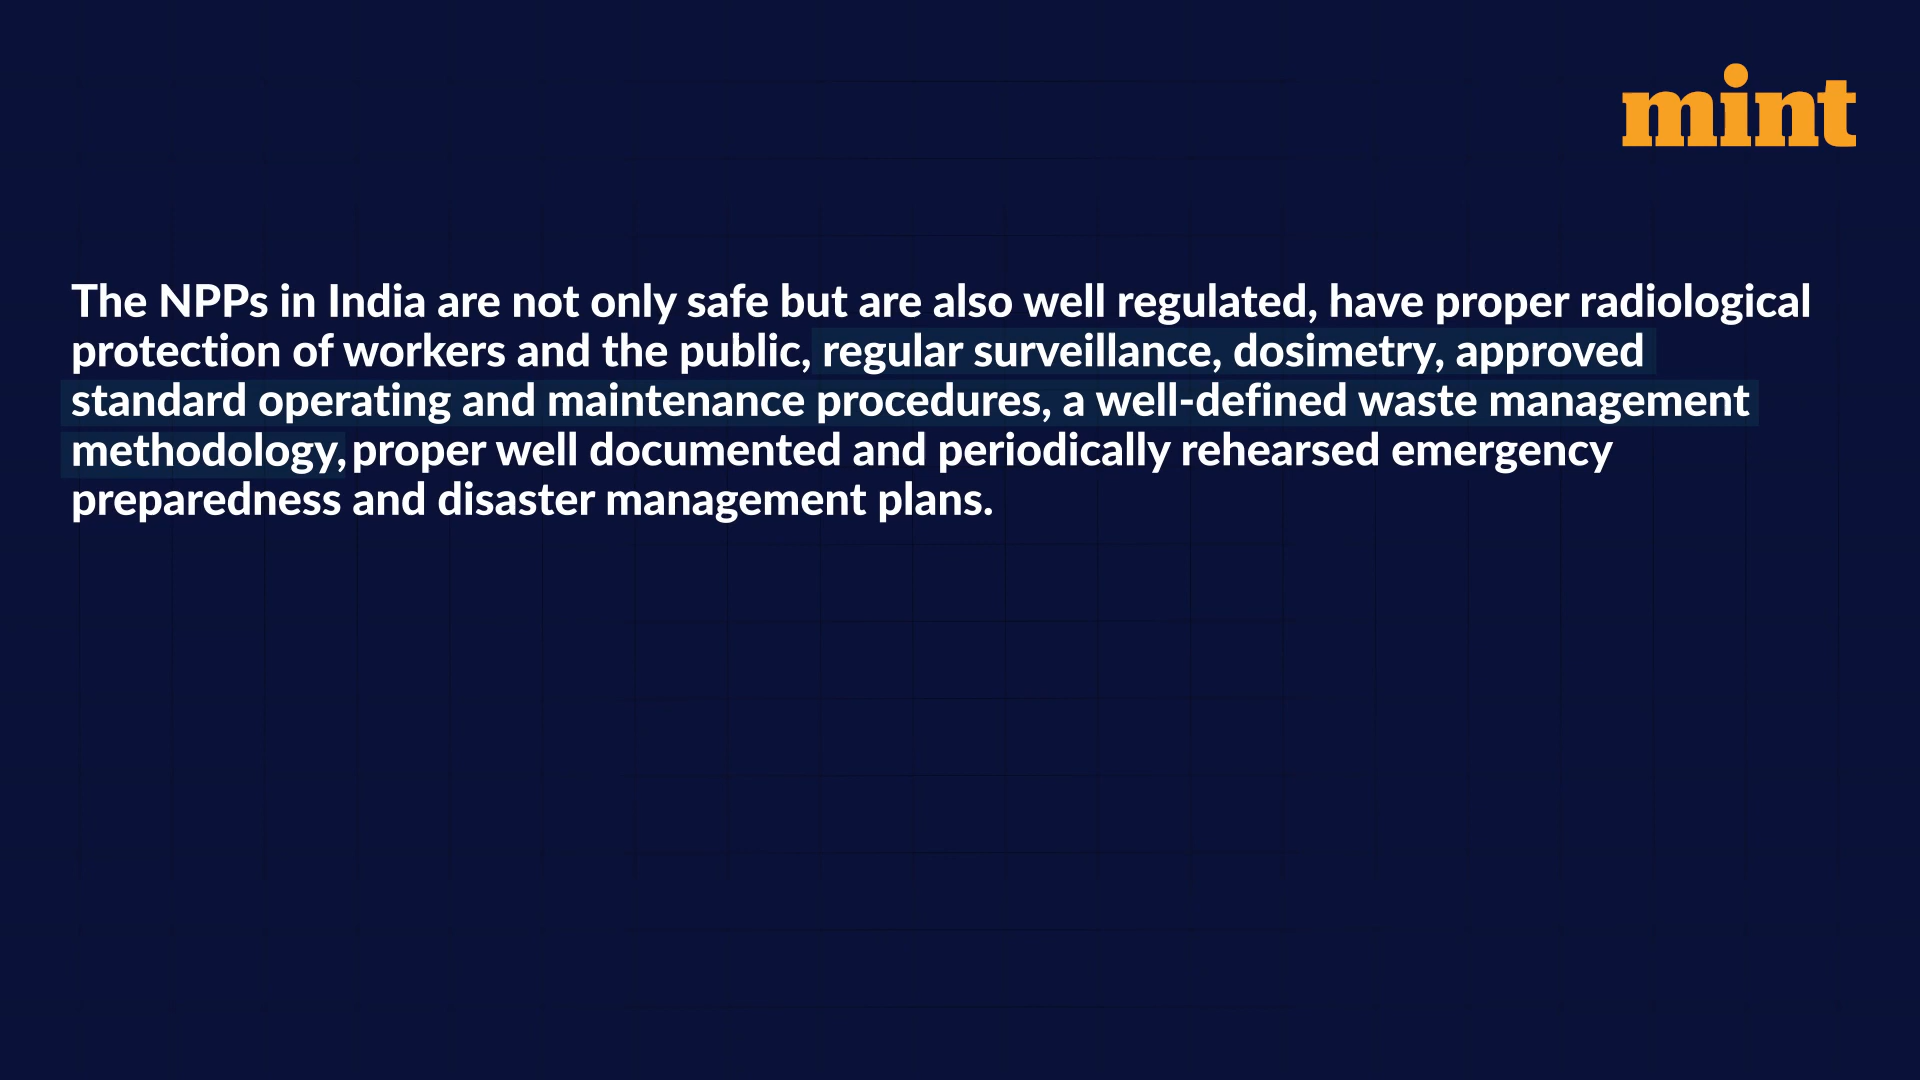 mint
The NPPs in India are not only safe but are also well regulated, have proper radiological
protection of workers and the public, regular surveillance, dosimetry, approved
standard operating and maintenance procedures, a well-defined waste management
methodology, proper well documented and periodically rehearsed emergency
preparedness and disaster management plans.